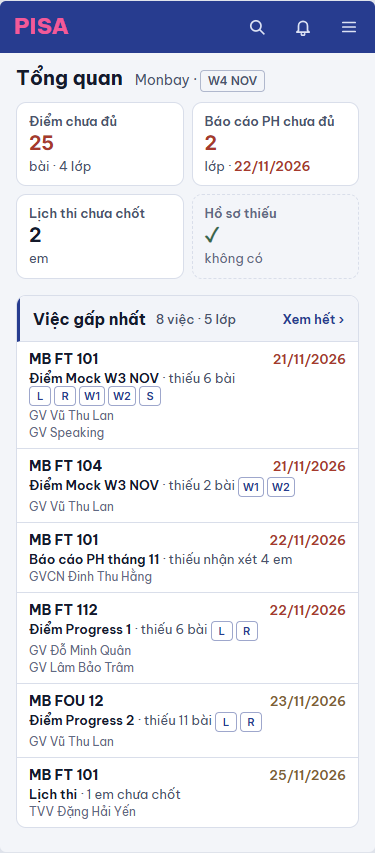 PISA
Tổng quan Monbay · W4 NOV
Điểm chưa đủ
25
bài · 4 lớp
Báo cáo PH chưa đủ
2
lớp · 22/11/2026
Lịch thi chưa chốt
2
em
Hồ sơ thiếu
✓
không có
Việc gấp nhất 8 việc · 5 lớp Xem hết ›
MB FT 101 21/11/2026
Điểm Mock W3 NOV · thiếu 6 bài
L R W1 W2 S
GV Vũ Thu Lan
GV Speaking
MB FT 104 21/11/2026
Điểm Mock W3 NOV · thiếu 2 bài W1 W2
GV Vũ Thu Lan
MB FT 101 22/11/2026
Báo cáo PH tháng 11 · thiếu nhận xét 4 em
GVCN Đinh Thu Hằng
MB FT 112 22/11/2026
Điểm Progress 1 · thiếu 6 bài L R
GV Đỗ Minh Quân
GV Lâm Bảo Trâm
MB FOU 12 23/11/2026
Điểm Progress 2 · thiếu 11 bài L R
GV Vũ Thu Lan
MB FT 101 25/11/2026
Lịch thi · 1 em chưa chốt
TVV Đặng Hải Yến